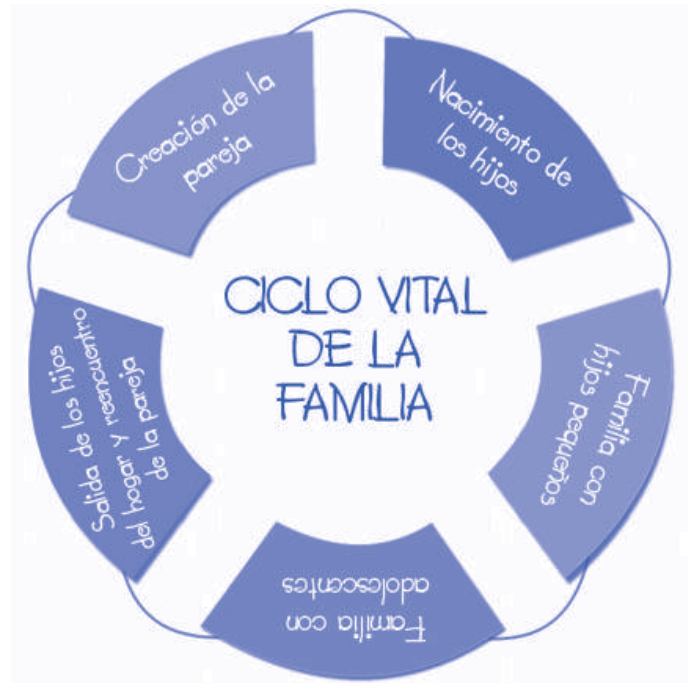 Creación de la
pareja
Nacimiento de
los hijos
Familia con
hijos pequeños
Familia con
adolescentes
Salida de los hijos
del hogar y reencuentro
de la pareja
CICLO VITAL
DE LA
FAMILIA